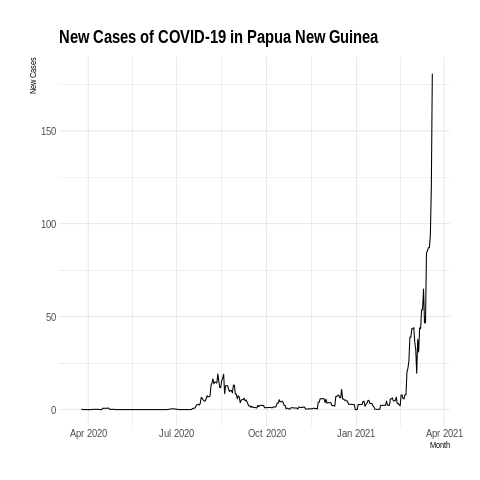 New Cases of COVID-19 in Papua New Guinea
New Cases
150
100
50
0
Apr 2020 Jul 2020 Oct 2020 Jan 2021 Apr 2021
Month